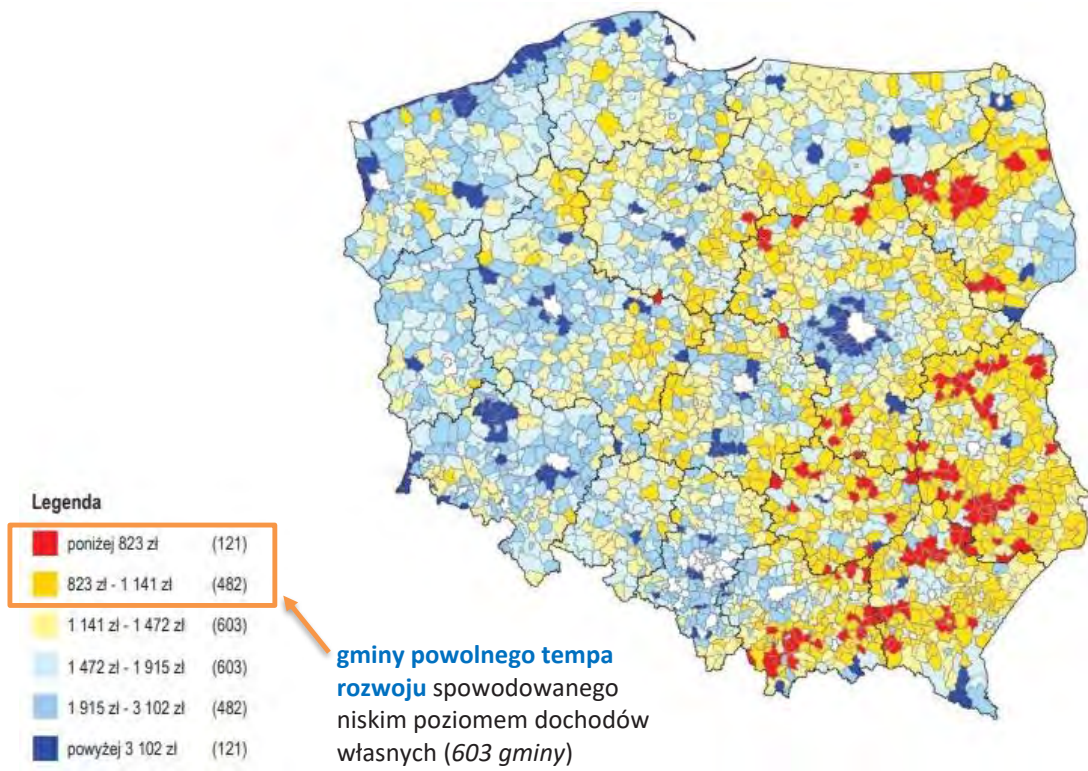 Legenda
poniżej 823 zł (121)
823 zł - 1 141 zł (482)
1 141 zł - 1 472 zł (603)
1 472 zł - 1 915 zł (603)
1 915 zł - 3 102 zł (482)
powyżej 3 102 zł (121)
gminy powolnego tempa
rozwoju spowodowanego
niskim poziomem dochodów
własnych (603 gminy)